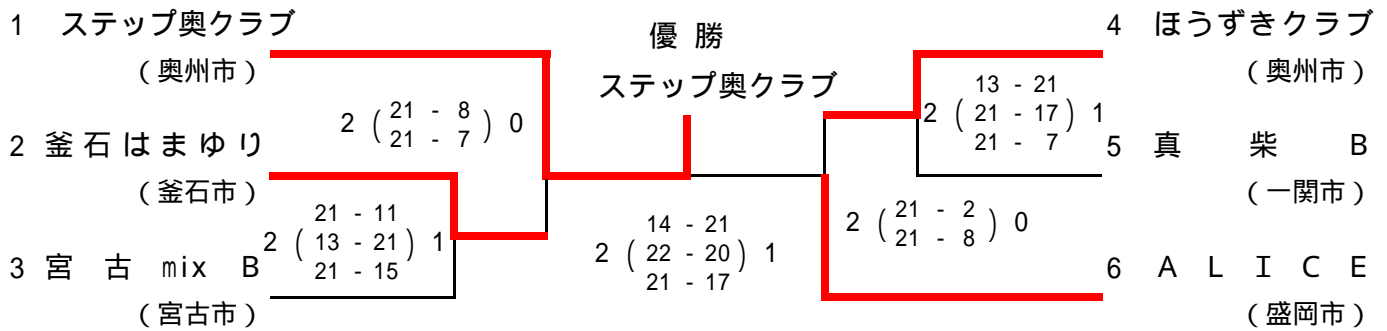 1 ステップ奥クラブ
(奥州市)
2 釜石はまゆり
(釜石市)
3 宮古 mix B
(宮古市)
2 ( 21 - 8
21 - 7 ) 0
21 - 11
2 ( 13 - 21 ) 1
21 - 15
優勝
ステップ奥クラブ
14 - 21
2 ( 22 - 20 ) 1
21 - 17
13 - 21
2 ( 21 - 17 ) 1
21 - 7
2 ( 21 - 2
21 - 8 ) 0
4 ほうずきクラブ
(奥州市)
5 真柴B
(一関市)
6 ALICE
(盛岡市)